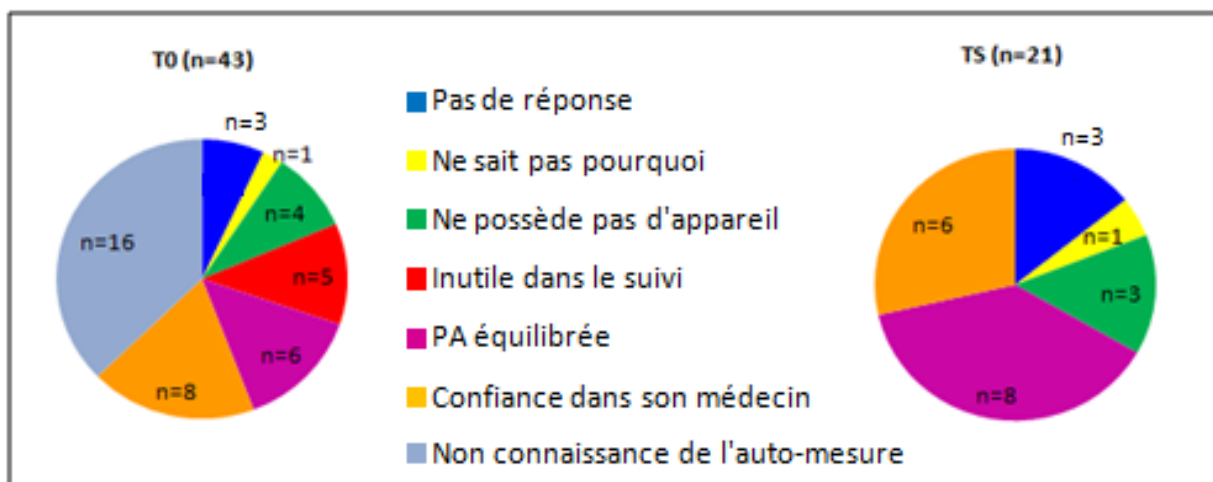 T0 (n=43)
n=3
n=1
n=4
n=5
n=6
n=8
n=16
Pas de réponse
Ne sait pas pourquoi
Ne possède pas d'appareil
Inutile dans le suivi
PA équilibrée
Confiance dans son médecin
Non connaissance de l'auto-mesure
TS (n=21)
n=3
n=1
n=3
n=8
n=6